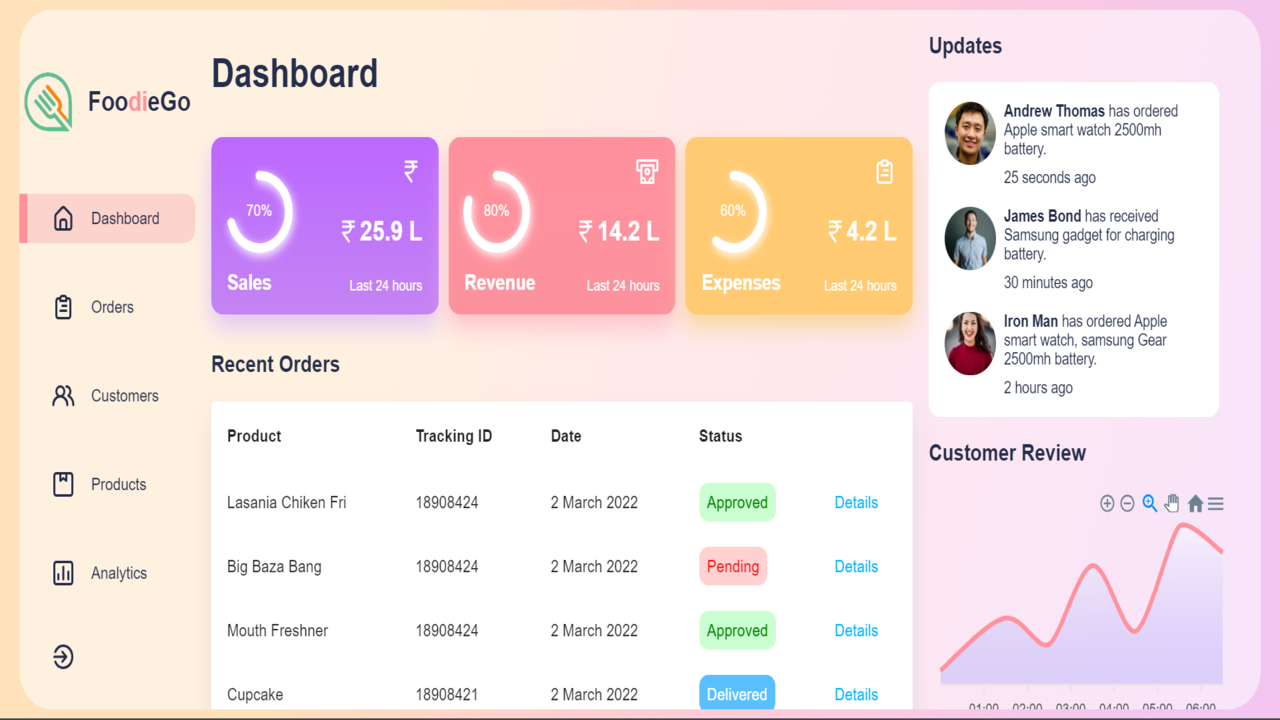 FoodieGo
Dashboard
Orders
Customers
Products
Analytics
Dashboard
70%
₹ 25.9 L
Sales
Last 24 hours
80%
₹ 14.2 L
Revenue
Last 24 hours
60%
₹ 4.2 L
Expenses
Last 24 hours
Recent Orders
Product Tracking ID Date Status
Lasania Chiken Fri 18908424 2 March 2022 Approved Details
Big Baza Bang 18908424 2 March 2022 Pending Details
Mouth Freshner 18908424 2 March 2022 Approved Details
Cupcake 18908421 2 March 2022 Delivered Details
Updates
Andrew Thomas has ordered
Apple smart watch 2500mh
battery.
25 seconds ago
James Bond has received
Samsung gadget for charging
battery.
30 minutes ago
Iron Man has ordered Apple
smart watch, samsung Gear
2500mh battery.
2 hours ago
Customer Review
01:00 02:00 03:00 04:00 05:00 06:00